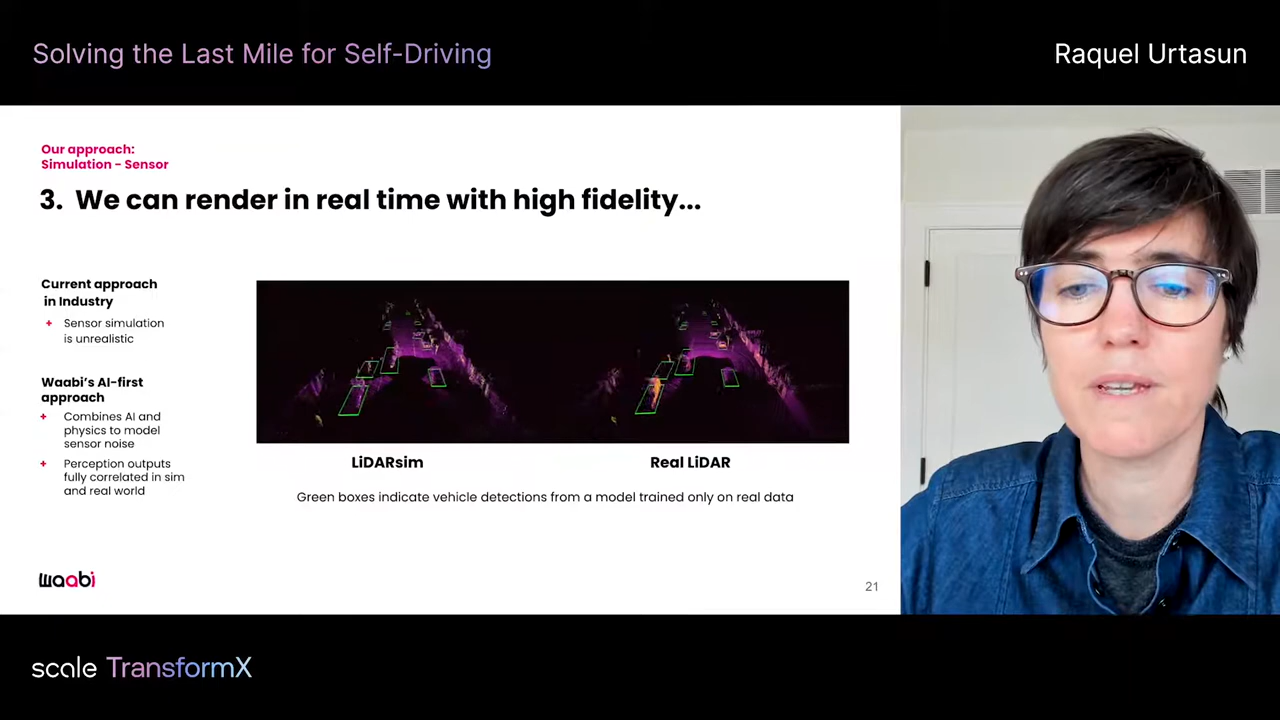 Solving the Last Mile for Self-Driving
Raquel Urtasun
Our approach:
Simulation - Sensor
3. We can render in real time with high fidelity...
Current approach
in Industry
+ Sensor simulation
is unrealistic
Waabi's AI-first
approach
+ Combines AI and
physics to model
sensor noise
+ Perception outputs
fully correlated in sim
and real world
LiDARsim
Real LiDAR
Green boxes indicate vehicle detections from a model trained only on real data
waabi
21
scale TransformX